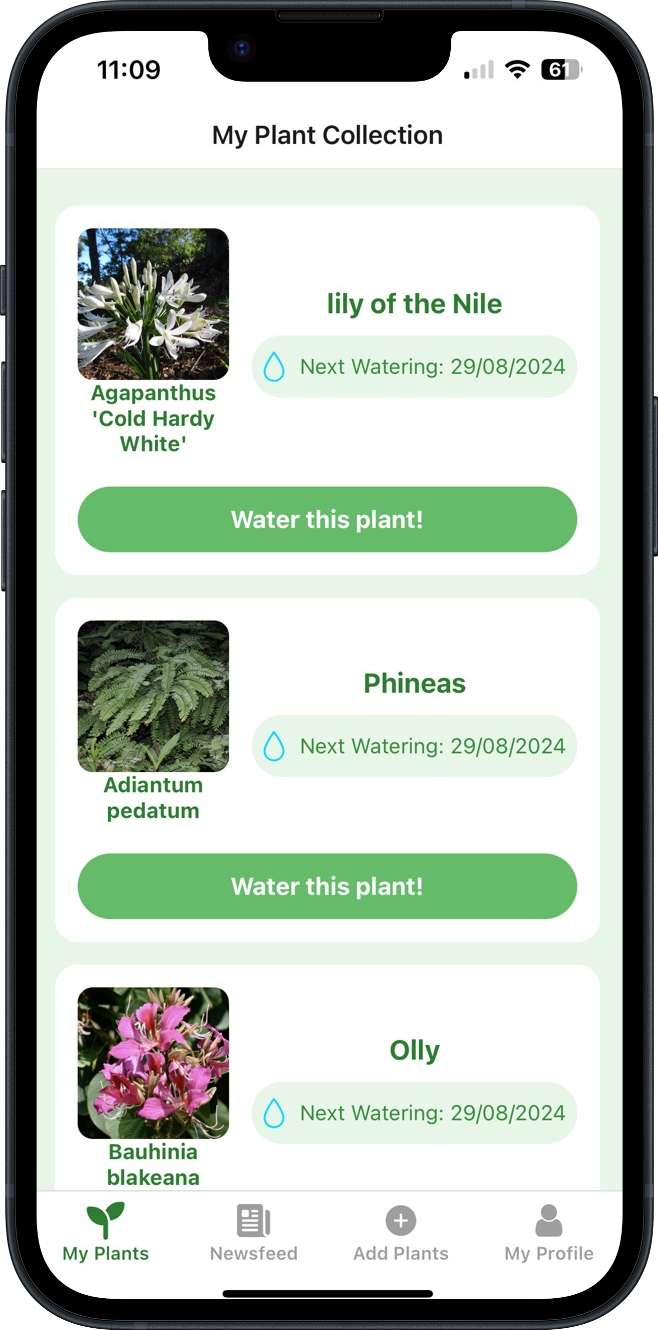 11:09
61
My Plant Collection
lily of the Nile
Next Watering: 29/08/2024
Agapanthus
'Cold Hardy
White'
Water this plant!
Phineas
Next Watering: 29/08/2024
Adiantum
pedatum
Water this plant!
Olly
Next Watering: 29/08/2024
Bauhinia
blakeana
My Plants
Newsfeed
Add Plants
My Profile